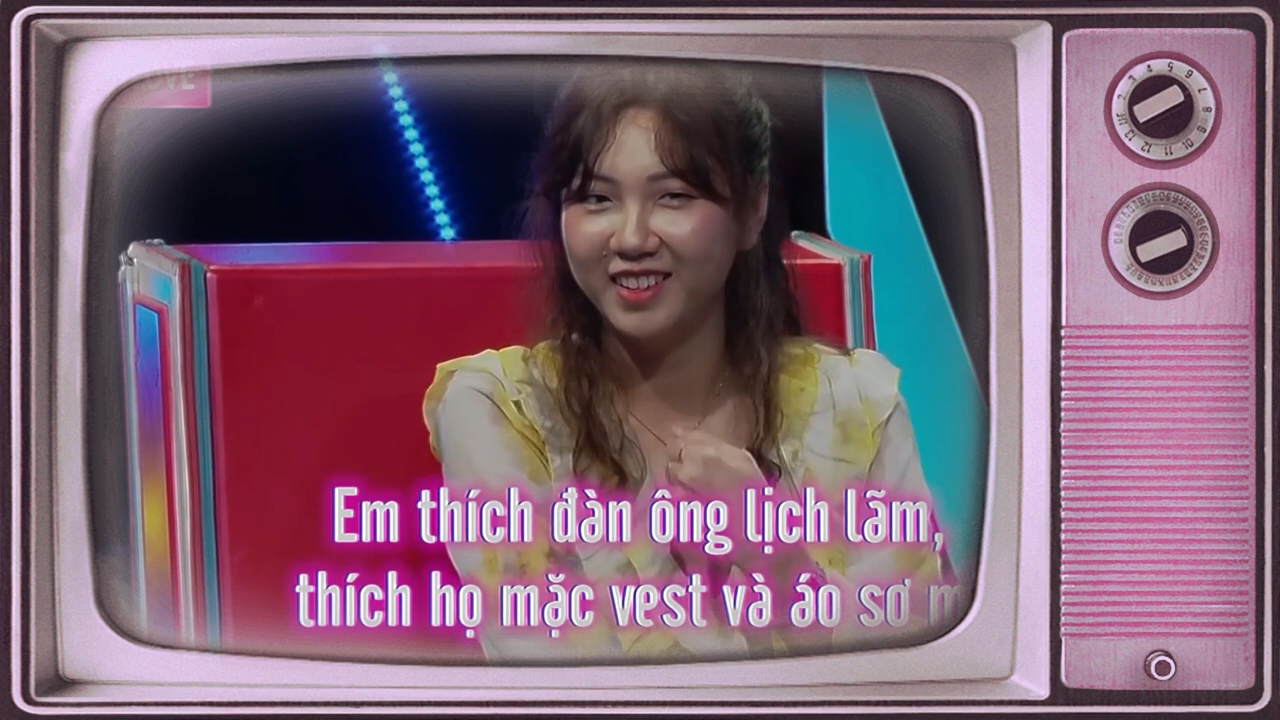 Em thích đàn ông lịch lãm,
thích họ mặc vest và áo sơ